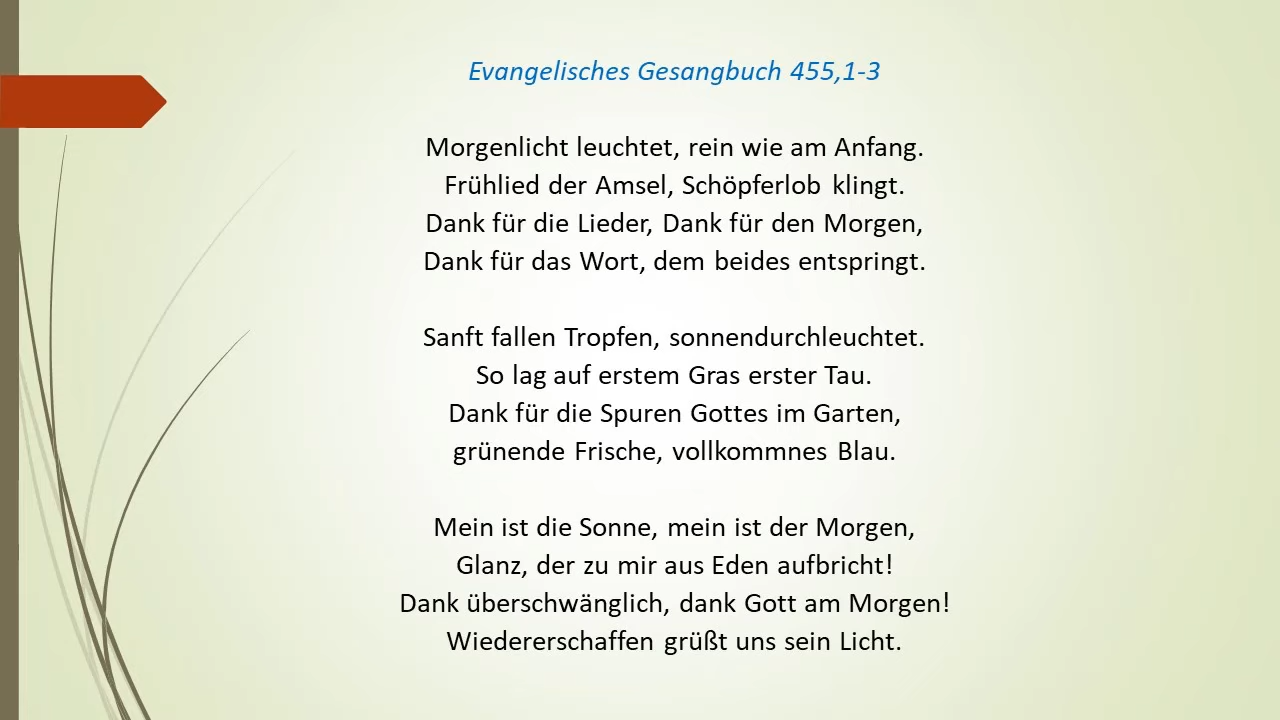 Evangelisches Gesangbuch 455,1-3
Morgenlicht leuchtet, rein wie am Anfang.
Frühlied der Amsel, Schöpferlob klingt.
Dank für die Lieder, Dank für den Morgen,
Dank für das Wort, dem beides entspringt.
Sanft fallen Tropfen, sonnendurchleuchtet.
So lag auf erstem Gras erster Tau.
Dank für die Spuren Gottes im Garten,
grünende Frische, vollkommnes Blau.
Mein ist die Sonne, mein ist der Morgen,
Glanz, der zu mir aus Eden aufbricht!
Dank überschwänglich, dank Gott am Morgen!
Wiedererschaffen grüßt uns sein Licht.